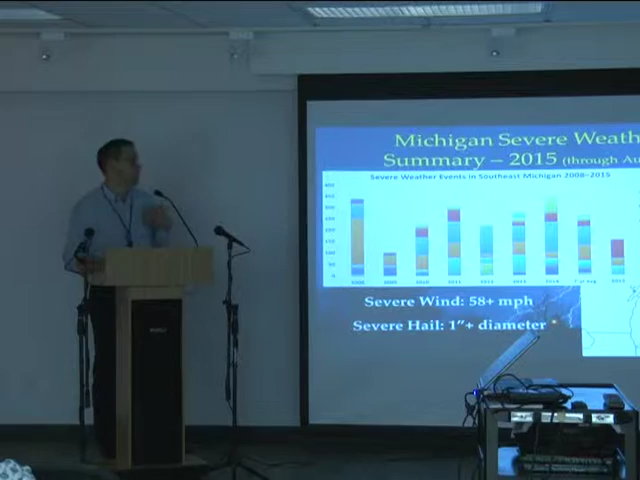 Michigan Severe Weath
Summary – 2015 (through Au
Severe Weather Events in Southeast Michigan 2008-2015
Severe Wind: 58+ mph
Severe Hail: 1"+ diameter